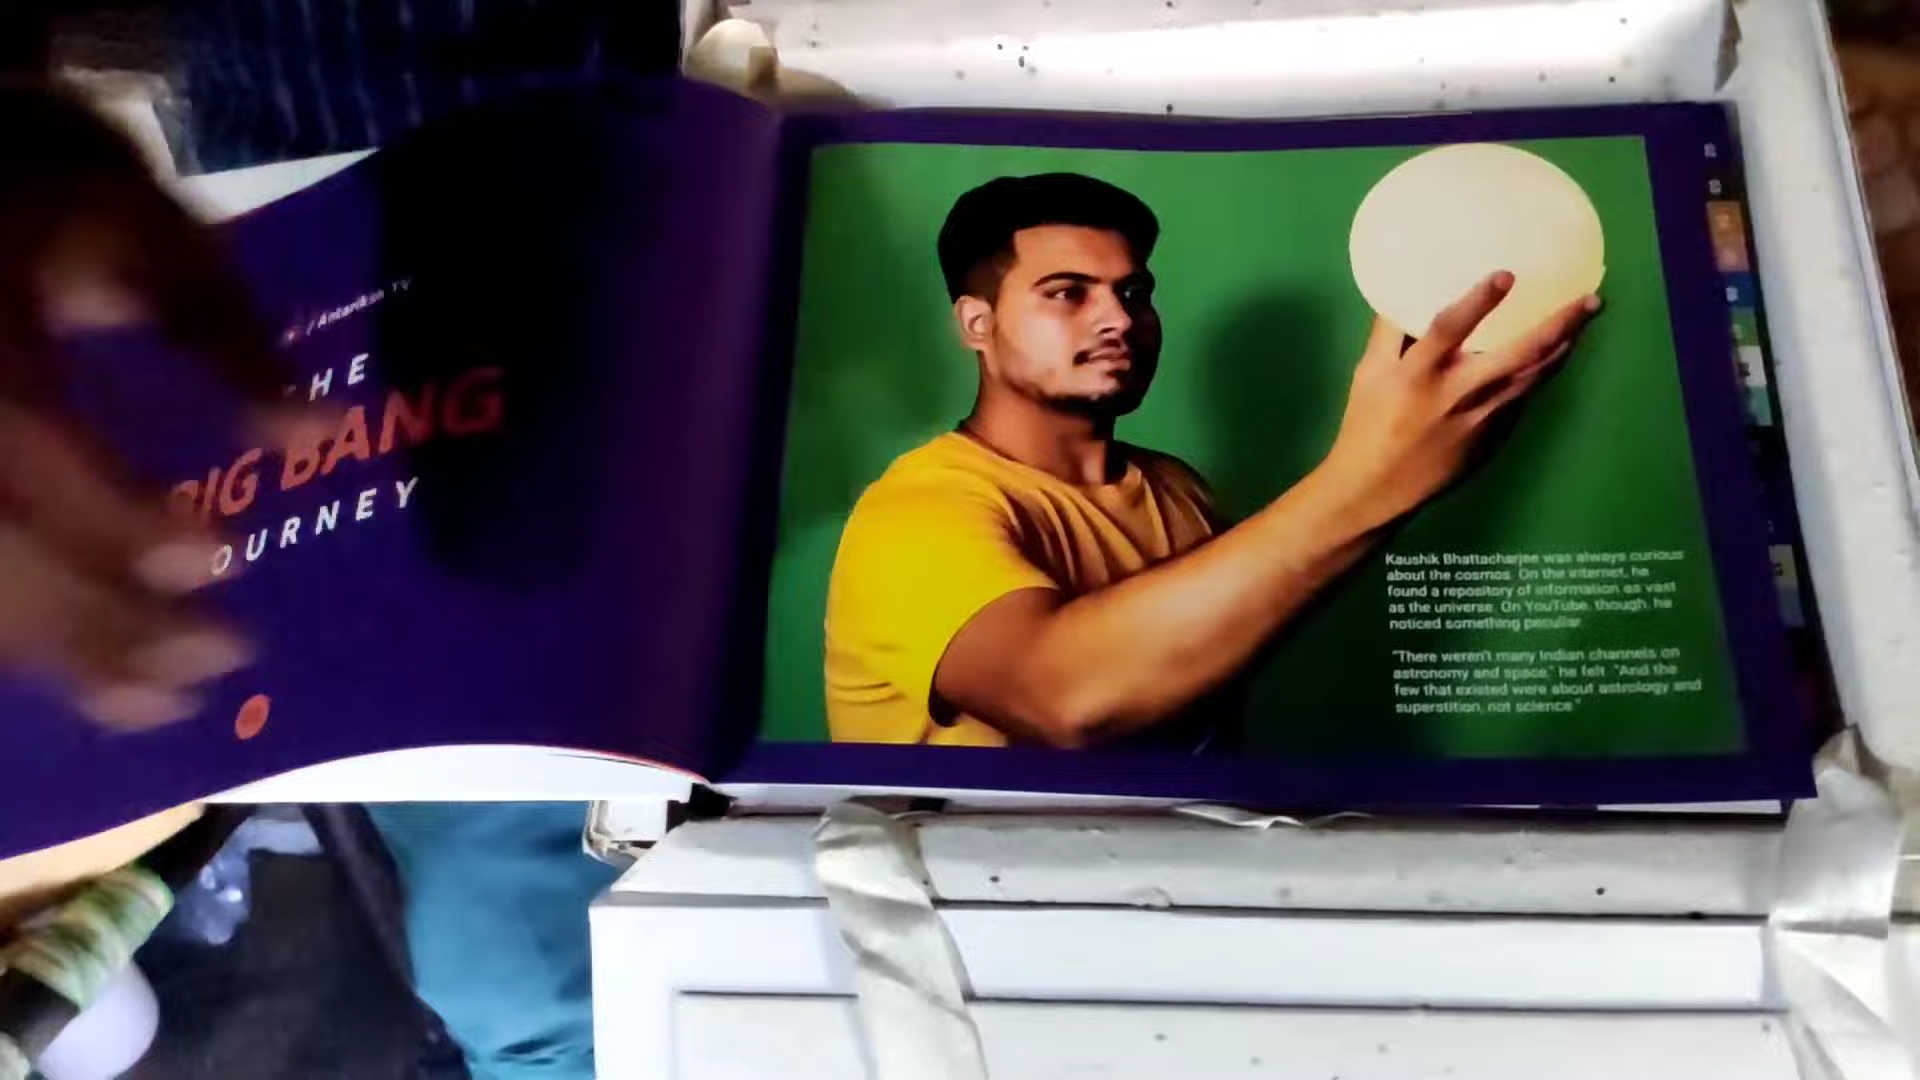 / Antariksh TV
THE
BIG BANG
JOURNEY
Kaushik Bhattacharjee was always curious
about the cosmos. On the internet, he
found a repository of information as vast
as the universe. On YouTube, though, he
noticed something peculiar.
"There weren't many Indian channels on
astronomy and space," he felt. "And the
few that existed were about astrology and
superstition, not science."